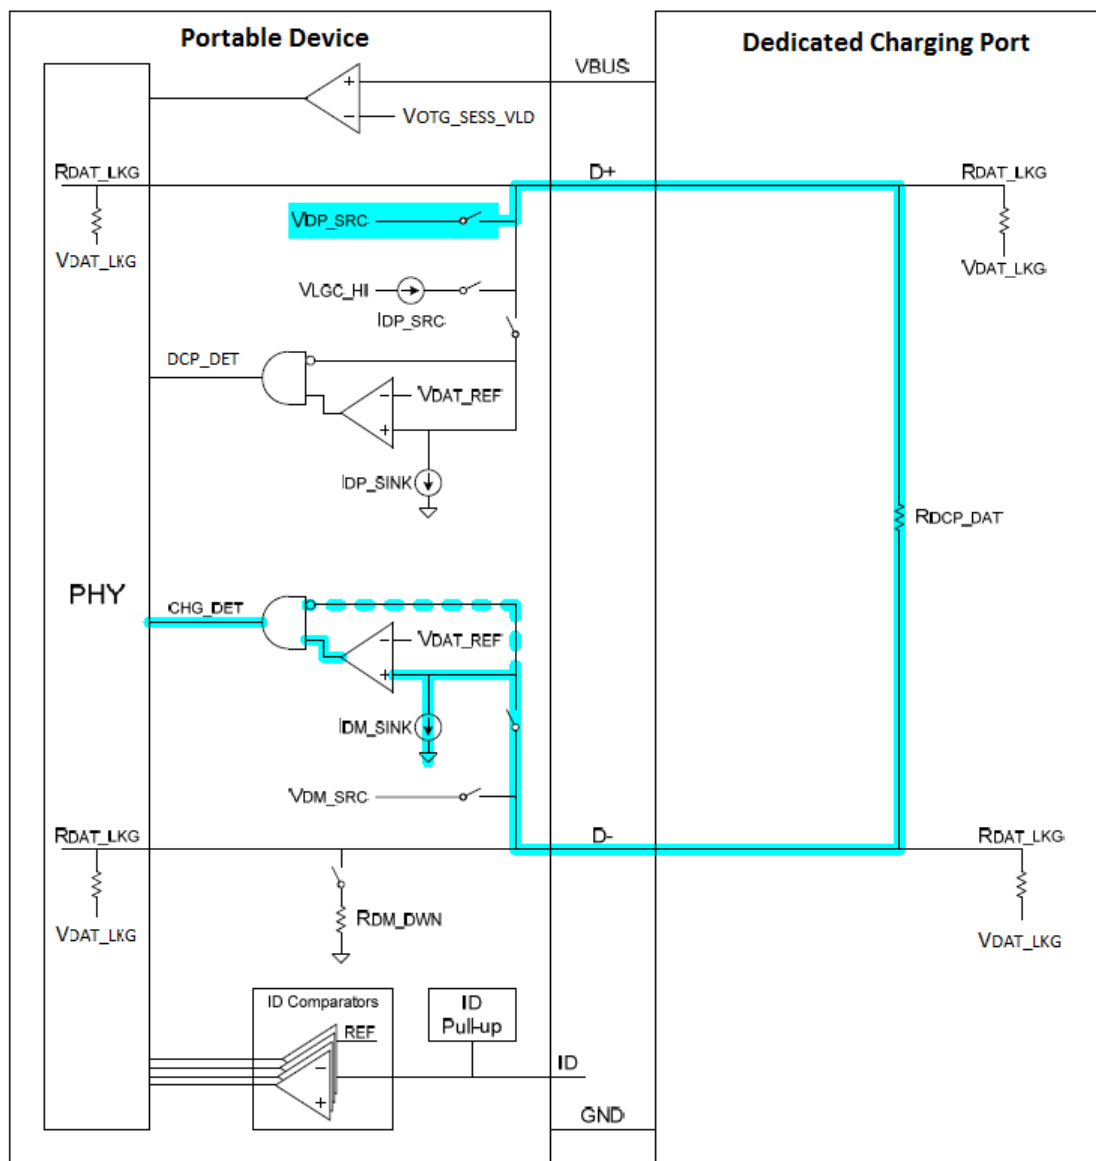 Portable Device
Dedicated Charging Port
VBUS
+
−
VOTG_SESS_VLD
RDAT_LKG
D+
RDAT_LKG
VDP_SRC
VDAT_LKG
VDAT_LKG
VLGC_HI
IDP_SRC
DCP_DET
−
VDAT_REF
+
IDP_SINK
RDCP_DAT
PHY
CHG_DET
−
VDAT_REF
+
IDM_SINK
VDM_SRC
RDAT_LKG
D-
RDAT_LKG
RDM_DWN
VDAT_LKG
VDAT_LKG
ID Comparators
ID
Pull-up
REF
−
ID
+
GND